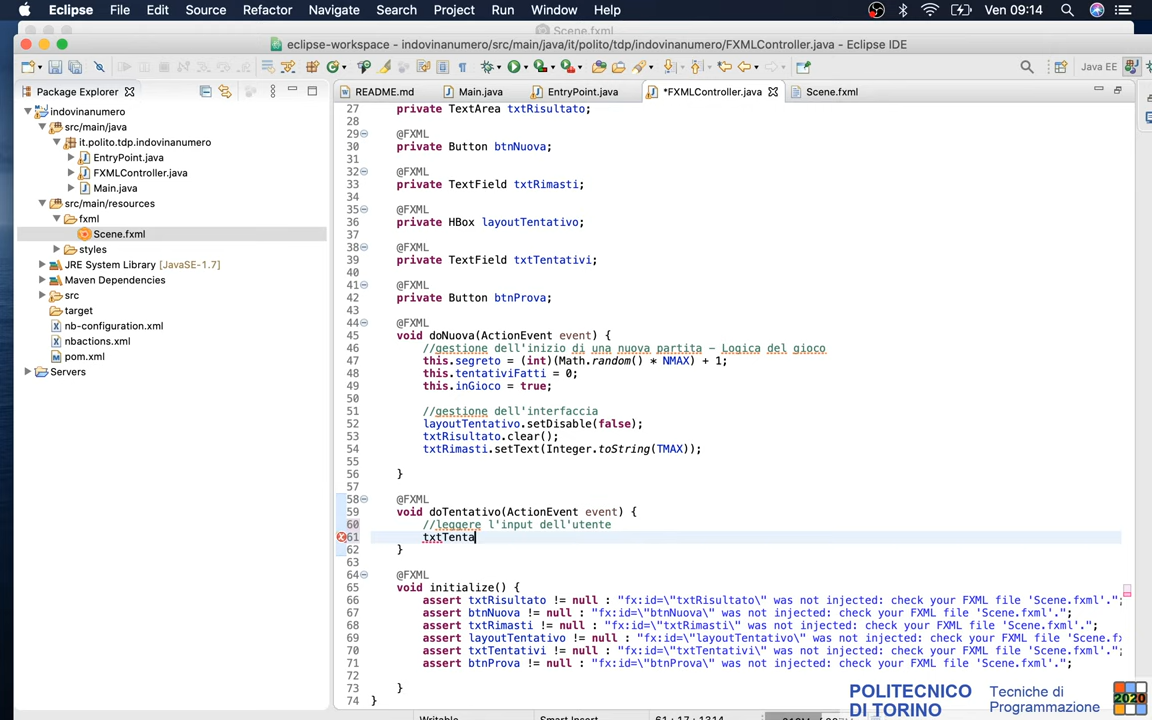 Eclipse File Edit Source Refactor Navigate Search Project Run Window Help Ven 09:14
Scene.fxml
eclipse-workspace - indovinanumero/src/main/java/it/polito/tdp/indovinanumero/FXMLController.java - Eclipse IDE
Java EE
Package Explorer
README.md Main.java EntryPoint.java *FXMLController.java Scene.fxml
indovinanumero
src/main/java
it.polito.tdp.indovinanumero
EntryPoint.java
FXMLController.java
Main.java
src/main/resources
fxml
Scene.fxml
styles
JRE System Library [JavaSE-1.7]
Maven Dependencies
src
target
nb-configuration.xml
nbactions.xml
pom.xml
Servers
27 private TextArea txtRisultato;
28
29 @FXML
30 private Button btnNuova;
31
32 @FXML
33 private TextField txtRimasti;
34
35 @FXML
36 private HBox layoutTentativo;
37
38 @FXML
39 private TextField txtTentativi;
40
41 @FXML
42 private Button btnProva;
43
44 @FXML
45 void doNuova(ActionEvent event) {
46 //gestione dell'inizio di una nuova partita - Logica del gioco
47 this.segreto = (int)(Math.random() * NMAX) + 1;
48 this.tentativiFatti = 0;
49 this.inGioco = true;
50
51 //gestione dell'interfaccia
52 layoutTentativo.setDisable(false);
53 txtRisultato.clear();
54 txtRimasti.setText(Integer.toString(TMAX));
55
56 }
57
58 @FXML
59 void doTentativo(ActionEvent event) {
60 //leggere l'input dell'utente
61 txtTenta
62 }
63
64 @FXML
65 void initialize() {
66 assert txtRisultato != null : "fx:id=\"txtRisultato\" was not injected: check your FXML file 'Scene.fxml'.";
67 assert btnNuova != null : "fx:id=\"btnNuova\" was not injected: check your FXML file 'Scene.fxml'.";
68 assert txtRimasti != null : "fx:id=\"txtRimasti\" was not injected: check your FXML file 'Scene.fxml'.";
69 assert layoutTentativo != null : "fx:id=\"layoutTentativo\" was not injected: check your FXML file 'Scene.fx
70 assert txtTentativi != null : "fx:id=\"txtTentativi\" was not injected: check your FXML file 'Scene.fxml'.";
71 assert btnProva != null : "fx:id=\"btnProva\" was not injected: check your FXML file 'Scene.fxml'.";
72
73 }
74 }
POLITECNICO
DI TORINO
Tecniche di
Programmazione
2020
Writable Smart Insert 61 : 17 : 1314